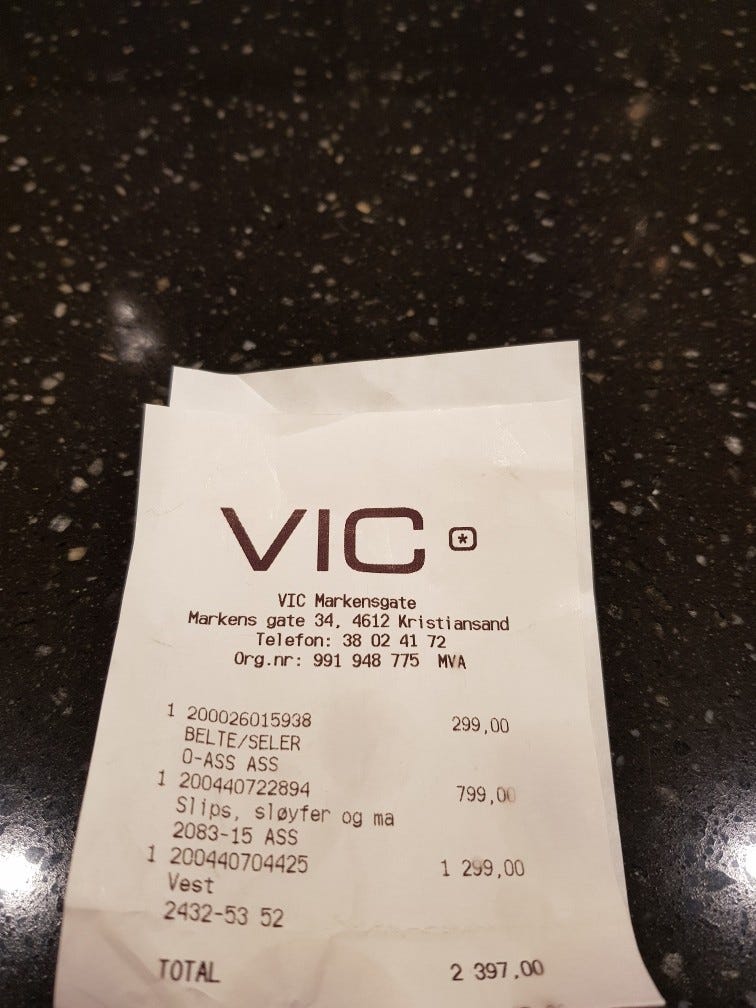 VIC *
VIC Markensgate
Markens gate 34, 4612 Kristiansand
Telefon: 38 02 41 72
Org.nr: 991 948 775 MVA
1 200026015938 299,00
BELTE/SELER
O-ASS ASS
1 200440722894 799,00
Slips, sløyfer og ma
2083-15 ASS
1 200440704425 1 299,00
Vest
2432-53 52
TOTAL 2 397,00